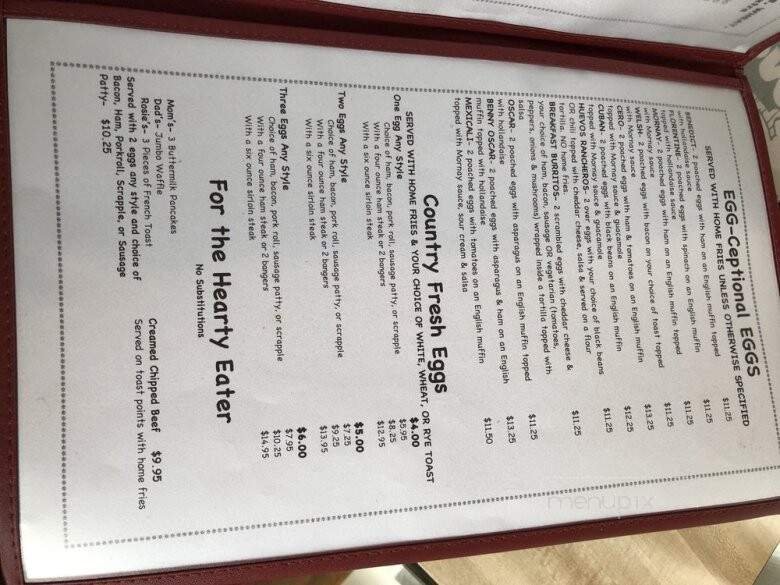 EGG-Ceptional EGGS
SERVED WITH HOME FRIES UNLESS OTHERWISE SPECIFIED
BENEDICT- 2 poached eggs with ham on an English muffin topped $11.25
with hollandaise sauce
FLORENTINE- 2 poached eggs with spinach on an English muffin $11.25
topped with hollandaise sauce
MORNAY- 2 poached eggs with ham on an English muffin topped $11.25
with Mornay sauce
WELSH- 2 poached eggs with bacon on your choice of toast topped $11.25
with Mornay sauce
CERO- 2 poached eggs with ham & tomatoes on an English muffin $13.25
topped with Mornay sauce & guacamole
CUBAN- 2 poached eggs with black beans on an English muffin $12.25
topped with Mornay sauce & guacamole
HUEVOS RANCHEROS- 2 over eggs with your choice of black beans $11.25
OR chili topped with cheddar cheese, salsa & served on a flour
tortilla. NO home fries
BREAKFAST BURRITOS- 2 scrambled eggs with cheddar cheese & $11.25
your choice of ham, bacon, sausage OR vegetarian (tomatoes,
peppers, onions & mushrooms) wrapped inside a tortilla topped with
salsa
OSCAR- 2 poached eggs with asparagus on an English muffin topped $11.25
with hollandaise
BENNY OSCAR- 2 poached eggs with asparagus & ham on an English $13.25
muffin topped with hollandaise
MEXICALI- 2 poached eggs with tomatoes on an English muffin $11.50
topped with Mornay sauce, sour cream & salsa
Country Fresh Eggs
SERVED WITH HOME FRIES & YOUR CHOICE OF WHITE, WHEAT, OR RYE TOAST
One Egg Any Style $4.00
Choice of ham, bacon, pork roll, sausage patty, or scrapple $5.95
With a four ounce ham steak or 2 bangers $8.25
With a six ounce sirloin steak $12.95
Two Eggs Any Style $5.00
Choice of ham, bacon, pork roll, sausage patty, or scrapple $7.25
With a four ounce ham steak or 2 bangers $9.25
With a six ounce sirloin steak $13.95
Three Eggs Any Style $6.00
Choice of ham, bacon, pork roll, sausage patty, or scrapple $7.95
With a four ounce ham steak or 2 bangers $10.25
With a six ounce sirloin steak $14.95
For the Hearty Eater
No Substitutions
Mom's- 3 Buttermilk Pancakes
Dad's- Jumbo Waffle
Rosie's- 3 Pieces of French Toast
Served with 2 eggs any style and choice of
Bacon, Ham, Porkroll, Scrapple, or Sausage
Patty- $10.25
Creamed Chipped Beef $9.95
Served on toast points with home fries
menupix